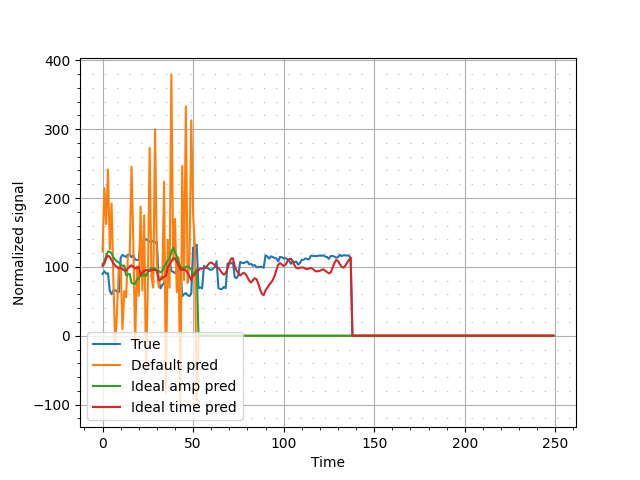 400
300
200
100
0
−100
Normalized signal
True
Default pred
Ideal amp pred
Ideal time pred
0
50
100
150
200
250
Time